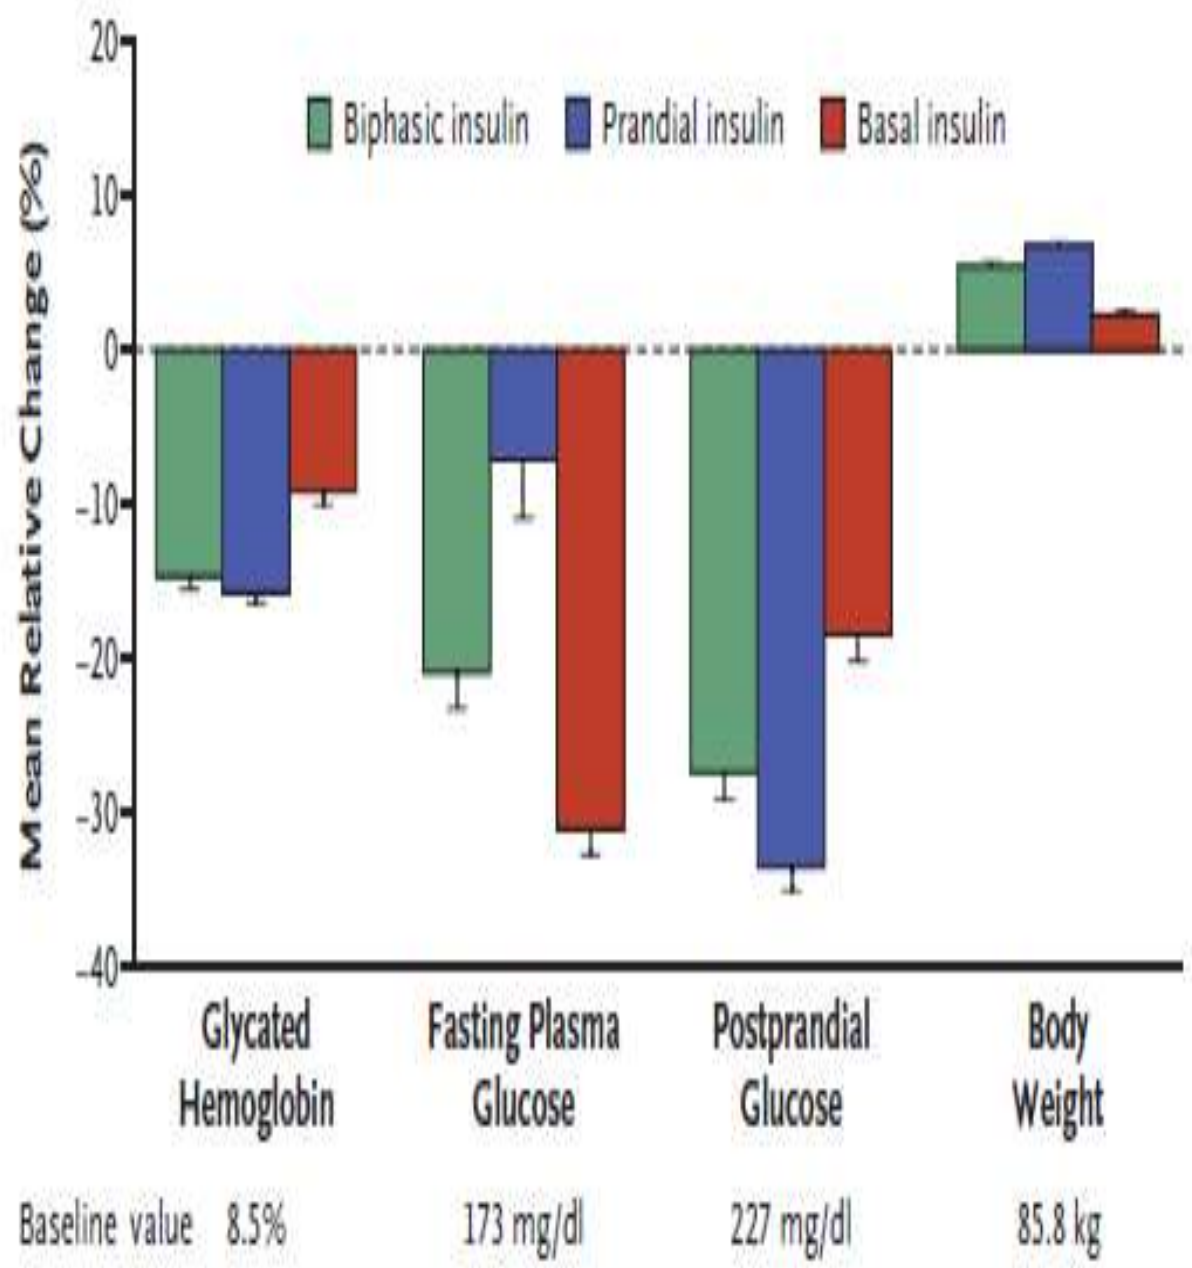 20
Biphasic insulin Prandial insulin Basal insulin
10
0
–10
–20
–30
–40
Mean Relative Change (%)
Glycated Fasting Plasma Postprandial Body
Hemoglobin Glucose Glucose Weight
Baseline value 8.5% 173 mg/dl 227 mg/dl 85.8 kg